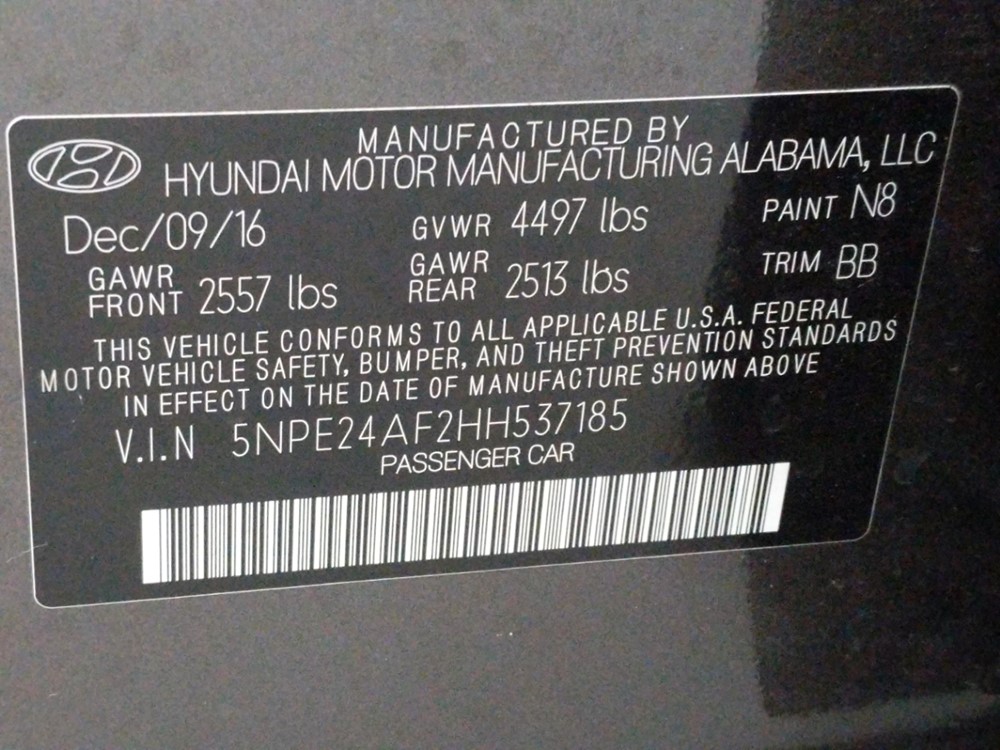 MANUFACTURED BY
HYUNDAI MOTOR MANUFACTURING ALABAMA, LLC
Dec/09/16 GVWR 4497 lbs PAINT N8
GAWR FRONT 2557 lbs GAWR REAR 2513 lbs TRIM BB
THIS VEHICLE CONFORMS TO ALL APPLICABLE U.S.A. FEDERAL
MOTOR VEHICLE SAFETY, BUMPER, AND THEFT PREVENTION STANDARDS
IN EFFECT ON THE DATE OF MANUFACTURE SHOWN ABOVE
V.I.N 5NPE24AF2HH537185
PASSENGER CAR